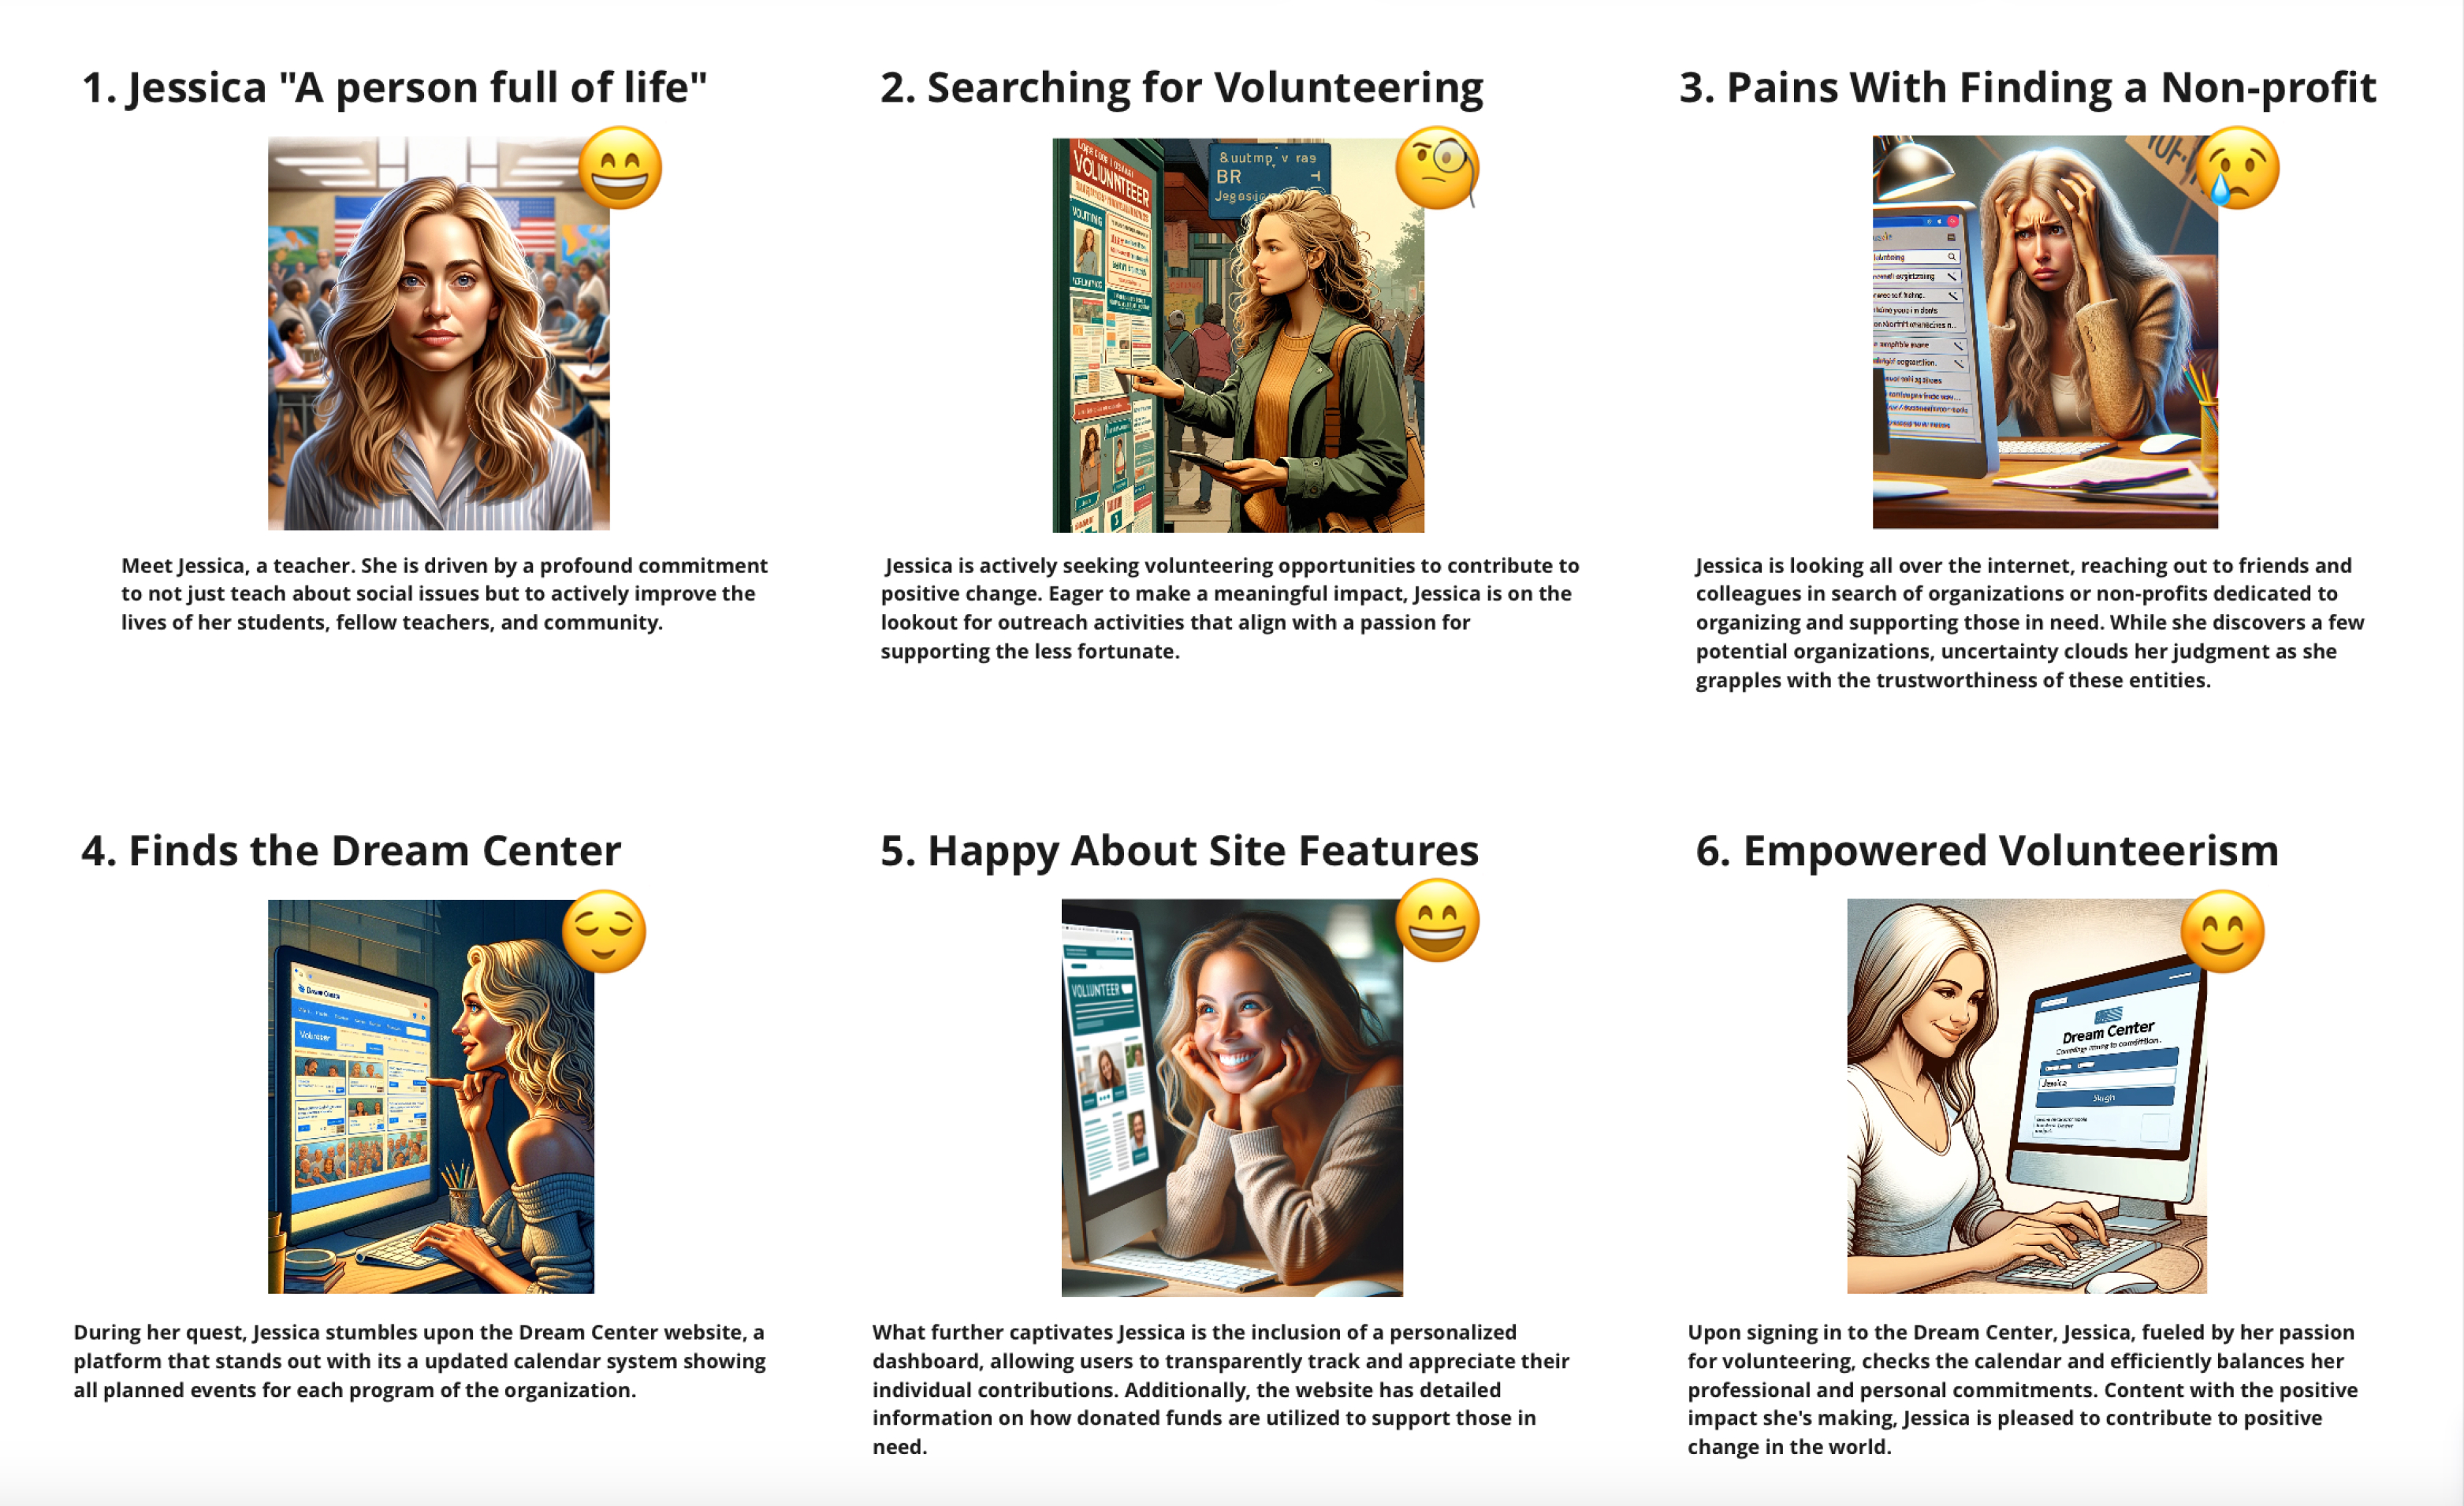 1. Jessica "A person full of life"
Meet Jessica, a teacher. She is driven by a profound commitment
to not just teach about social issues but to actively improve the
lives of her students, fellow teachers, and community.
2. Searching for Volunteering
VOLIUNNTEEER
&uutmp, v ras
BR
Jessica is actively seeking volunteering opportunities to contribute to
positive change. Eager to make a meaningful impact, Jessica is on the
lookout for outreach activities that align with a passion for
supporting the less fortunate.
3. Pains With Finding a Non-profit
Jessica is looking all over the internet, reaching out to friends and
colleagues in search of organizations or non-profits dedicated to
organizing and supporting those in need. While she discovers a few
potential organizations, uncertainty clouds her judgment as she
grapples with the trustworthiness of these entities.
4. Finds the Dream Center
Volunteer
During her quest, Jessica stumbles upon the Dream Center website, a
platform that stands out with its a updated calendar system showing
all planned events for each program of the organization.
5. Happy About Site Features
VOLIUNTEER
What further captivates Jessica is the inclusion of a personalized
dashboard, allowing users to transparently track and appreciate their
individual contributions. Additionally, the website has detailed
information on how donated funds are utilized to support those in
need.
6. Empowered Volunteerism
Dream Center
Jessica
Upon signing in to the Dream Center, Jessica, fueled by her passion
for volunteering, checks the calendar and efficiently balances her
professional and personal commitments. Content with the positive
impact she's making, Jessica is pleased to contribute to positive
change in the world.